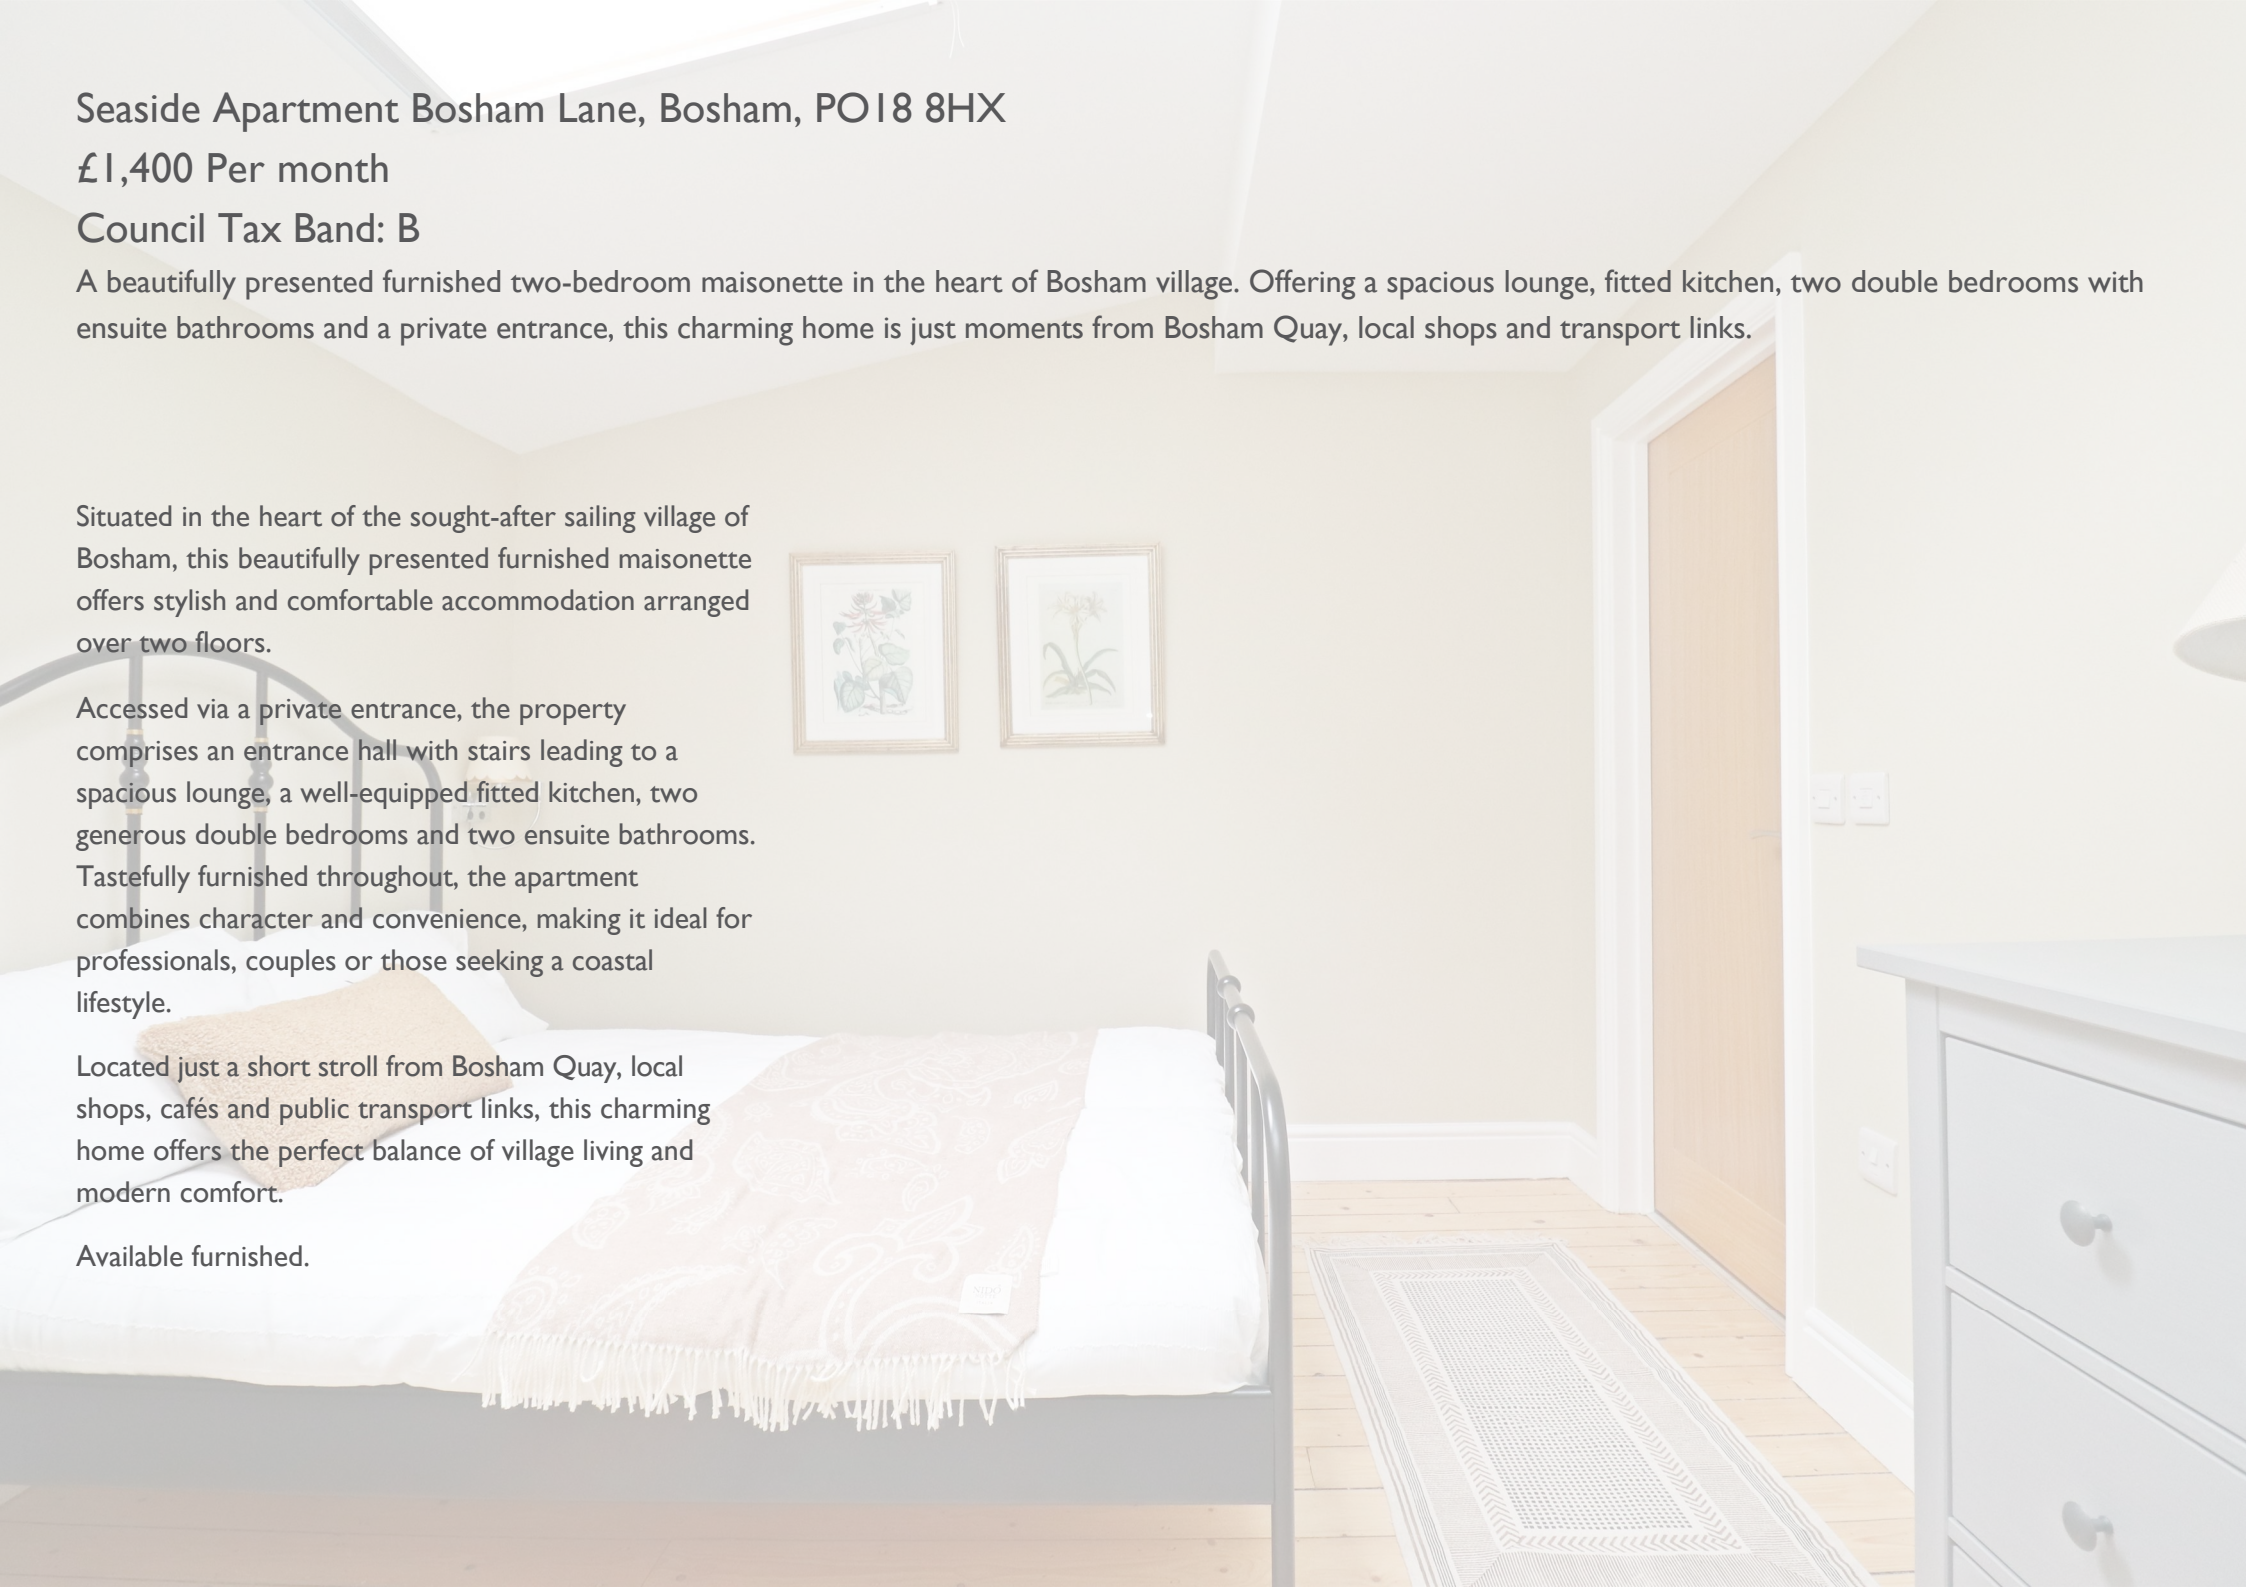 Seaside Apartment Bosham Lane, Bosham, PO18 8HX
£1,400 Per month
Council Tax Band: B
A beautifully presented furnished two-bedroom maisonette in the heart of Bosham village. Offering a spacious lounge, fitted kitchen, two double bedrooms with
ensuite bathrooms and a private entrance, this charming home is just moments from Bosham Quay, local shops and transport links.
Situated in the heart of the sought-after sailing village of
Bosham, this beautifully presented furnished maisonette
offers stylish and comfortable accommodation arranged
over two floors.
Accessed via a private entrance, the property
comprises an entrance hall with stairs leading to a
spacious lounge, a well-equipped fitted kitchen, two
generous double bedrooms and two ensuite bathrooms.
Tastefully furnished throughout, the apartment
combines character and convenience, making it ideal for
professionals, couples or those seeking a coastal
lifestyle.
Located just a short stroll from Bosham Quay, local
shops, cafés and public transport links, this charming
home offers the perfect balance of village living and
modern comfort.
Available furnished.